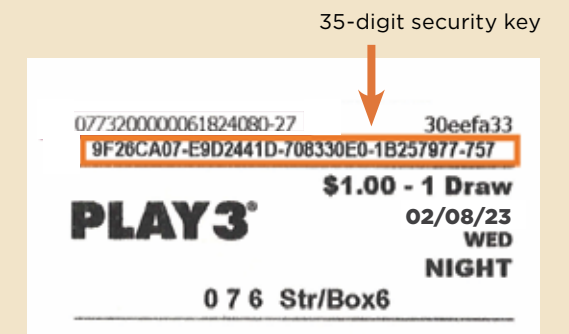 35-digit security key
0773200000061824080-27 30eefa33
9F26CA07-E9D2441D-708330E0-1B257977-757
$1.00 - 1 Draw
PLAY3® 02/08/23
WED
NIGHT
0 7 6 Str/Box6